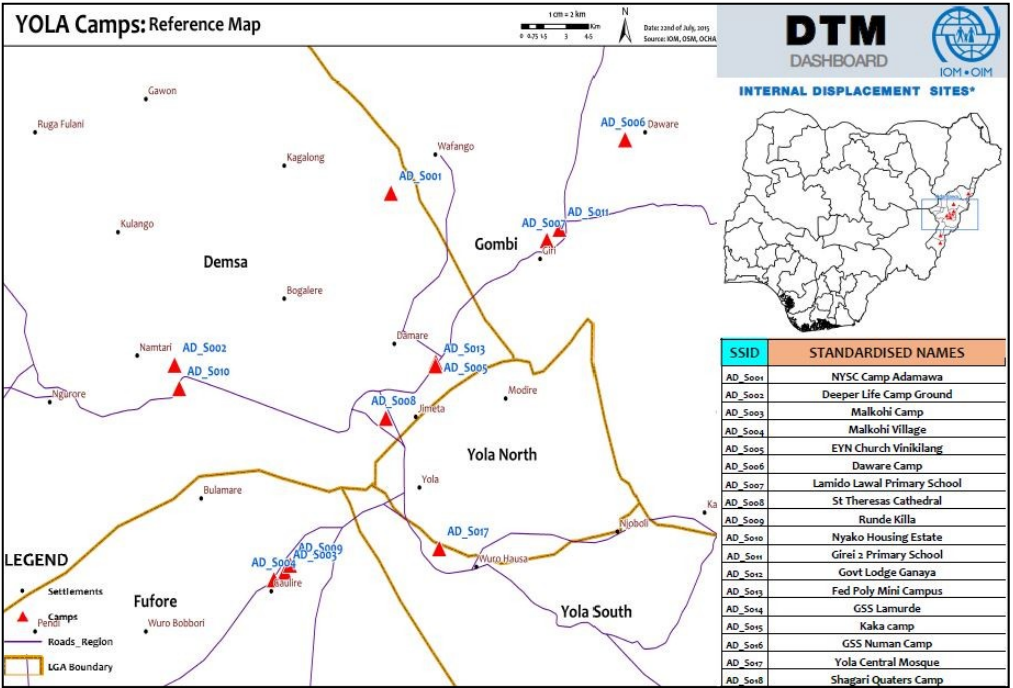 YOLA Camps: Reference Map
1 cm = 2 km
Km
0 0.75 1.5 3 4.5
N
Date: 22nd of July, 2015
Source: IOM, OSM, OCHA
DTM
DASHBOARD
IOM • OIM
INTERNAL DISPLACEMENT SITES*
Gawon
Ruga Fulani
Kagalong
Wafango
AD_S006
Daware
AD_S001
Kulango
AD_S011
AD_S007
Gombi
Giri
Demsa
Bogalere
Damare
Namtari
AD_S002
AD_S013
AD_S010
AD_S005
Ngurore
AD_S008
Jimeta
Modire
Yola North
Yola
Bulamare
Ka
Njoboli
AD_S017
Wuro Hausa
AD_S009
AD_S003
AD_S004
Baulire
Fufore
Yola South
Wuro Bobbori
Pendi
LEGEND
Settlements
Camps
Roads_Region
LGA Boundary
SSID STANDARDISED NAMES
AD_S001 NYSC Camp Adamawa
AD_S002 Deeper Life Camp Ground
AD_S003 Malkohi Camp
AD_S004 Malkohi Village
AD_S005 EYN Church Vinikilang
AD_S006 Daware Camp
AD_S007 Lamido Lawal Primary School
AD_S008 St Theresas Cathedral
AD_S009 Runde Killa
AD_S010 Nyako Housing Estate
AD_S011 Girei 2 Primary School
AD_S012 Govt Lodge Ganaya
AD_S013 Fed Poly Mini Campus
AD_S014 GSS Lamurde
AD_S015 Kaka camp
AD_S016 GSS Numan Camp
AD_S017 Yola Central Mosque
AD_S018 Shagari Quaters Camp